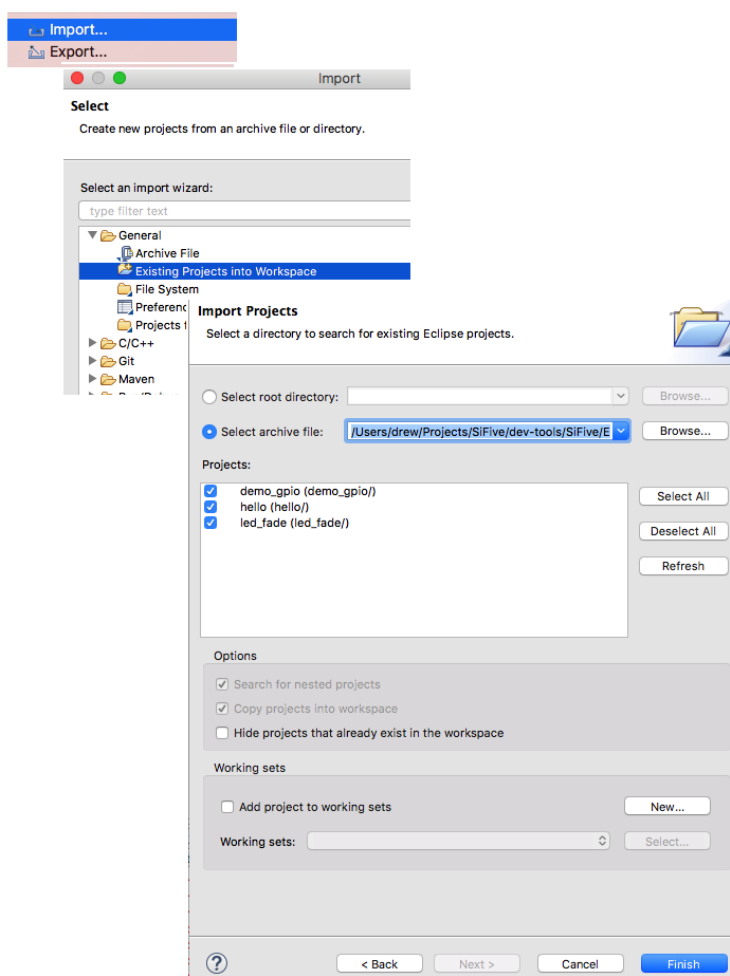 Import...
Export...
Import
Select
Create new projects from an archive file or directory.
Select an import wizard:
type filter text
General
Archive File
Existing Projects into Workspace
File System
Projects
C/C++
Git
Maven
Import Projects
Select a directory to search for existing Eclipse projects.
Select root directory:
Browse...
Select archive file:
/Users/drew/Projects/SiFive/dev-tools/SiFive/E
Browse...
Projects:
demo_gpio (demo_gpio/)
hello (hello/)
led_fade (led_fade/)
Select All
Deselect All
Refresh
Options
Search for nested projects
Copy projects into workspace
Hide projects that already exist in the workspace
Working sets
Add project to working sets
New...
Working sets:
Select...
?
< Back
Next >
Cancel
Finish